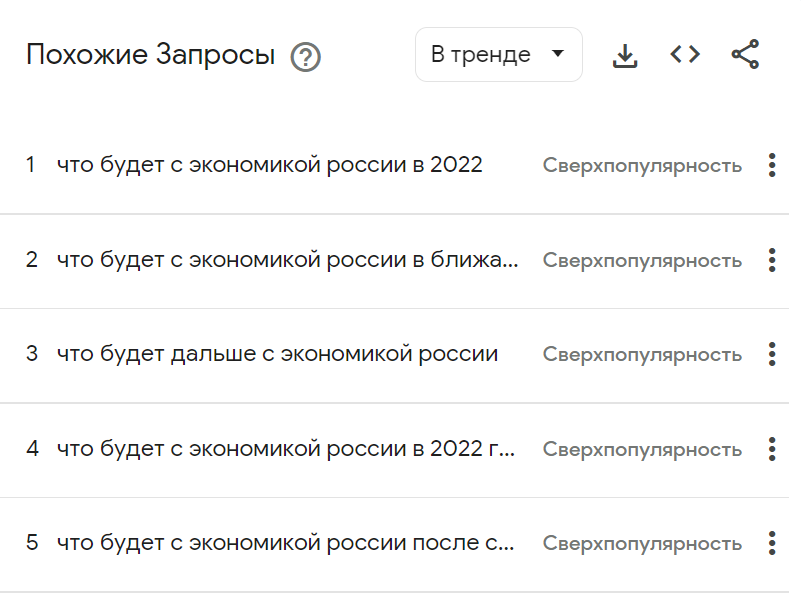 Похожие Запросы ? В тренде
1 что будет с экономикой россии в 2022 Сверхпопулярность
2 что будет с экономикой россии в ближа... Сверхпопулярность
3 что будет дальше с экономикой россии Сверхпопулярность
4 что будет с экономикой россии в 2022 г... Сверхпопулярность
5 что будет с экономикой россии после с... Сверхпопулярность